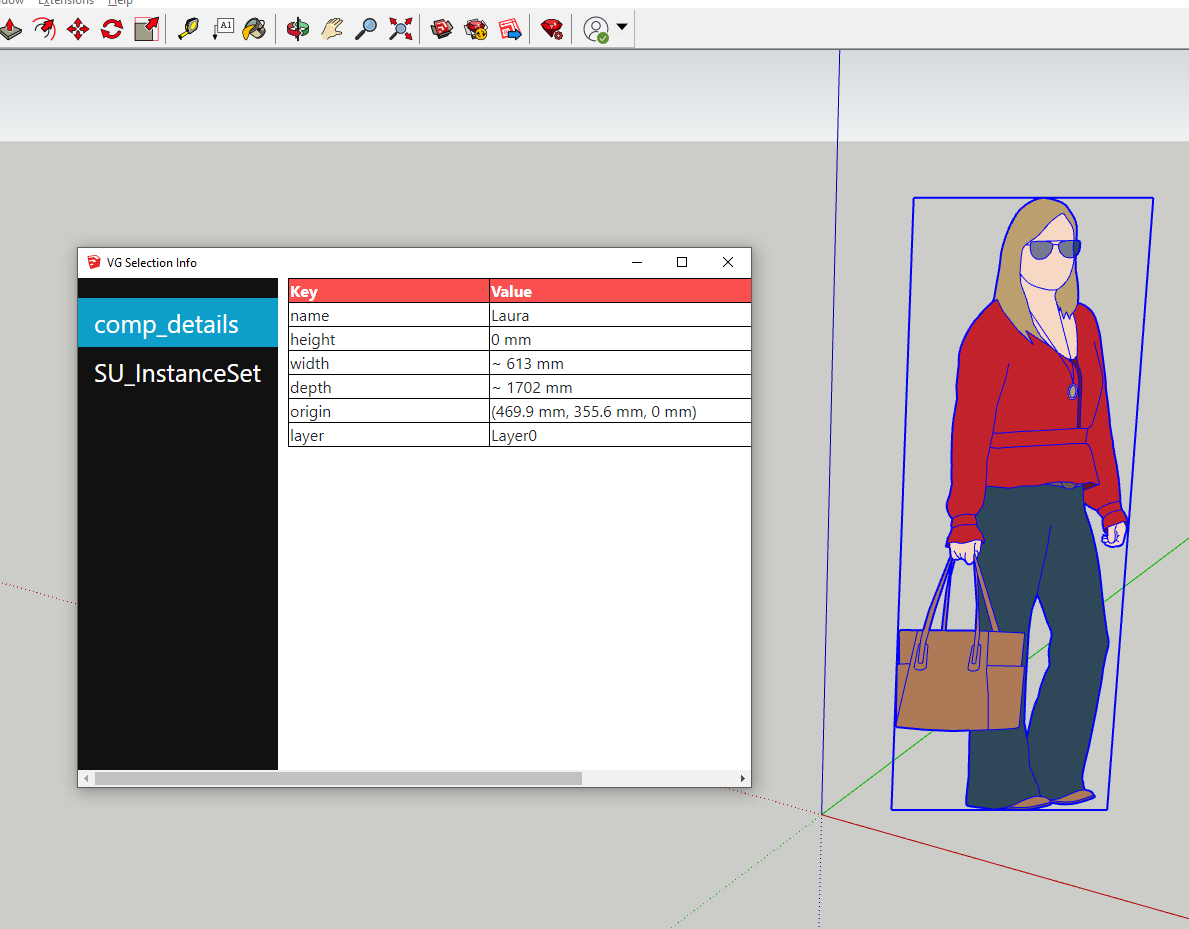 Extensions Help
A1
VG Selection Info
comp_details
SU_InstanceSet
Key Value
name Laura
height 0 mm
width ~ 613 mm
depth ~ 1702 mm
origin (469.9 mm, 355.6 mm, 0 mm)
layer Layer0